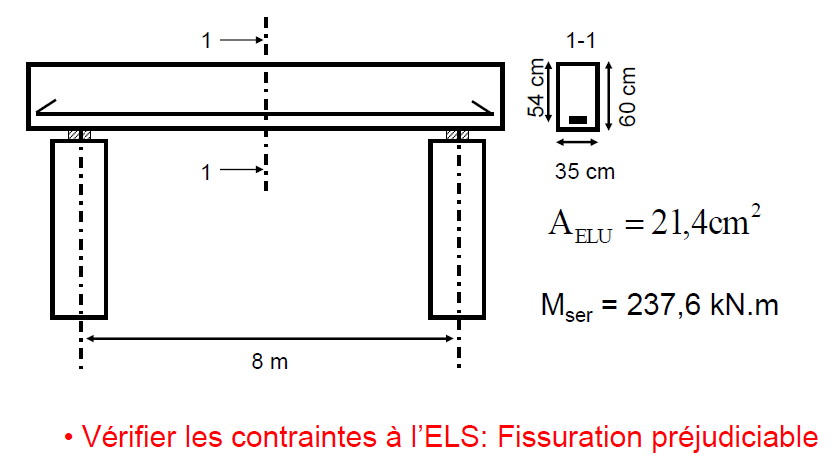 1
1-1
54 cm
60 cm
1
35 cm
A_ELU = 21,4cm²
M_ser = 237,6 kN.m
8 m
• Vérifier les contraintes à l'ELS: Fissuration préjudiciable